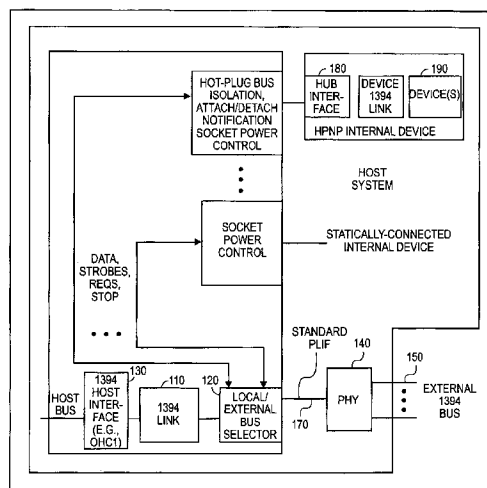 HOT-PLUG BUS
ISOLATION,
ATTACH/DETACH
NOTIFICATION
SOCKET POWER
CONTROL
180
HUB
INTER-
FACE
DEVICE
1394
LINK
190
DEVICE(S)
HPNP INTERNAL DEVICE
HOST
SYSTEM
SOCKET
POWER
CONTROL
STATICALLY-CONNECTED
INTERNAL DEVICE
DATA,
STROBES,
REQS,
STOP
STANDARD
PLIF
HOST
BUS
130
1394
HOST
INTER-
FACE
(E.G.,
OHC1)
110
1394
LINK
120
LOCAL/
EXTERNAL
BUS
SELECTOR
170
140
PHY
150
EXTERNAL
1394
BUS